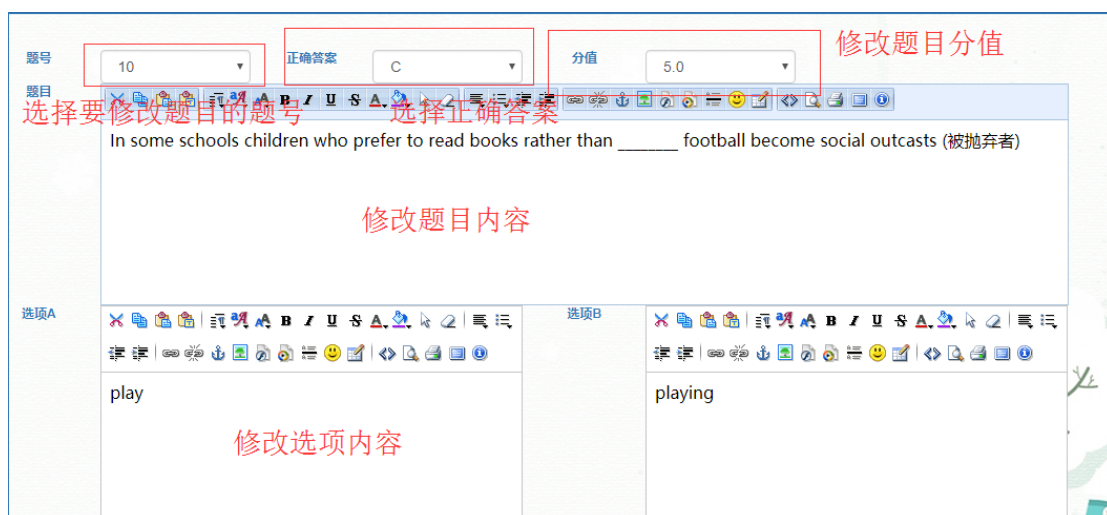 修改题目分值
题号 10 正确答案 C 分值 5.0
题目
选择要修改题目的题号 选择正确答案
In some schools children who prefer to read books rather than ________ football become social outcasts (被抛弃者)
修改题目内容
选项A 选项B
play playing
修改选项内容